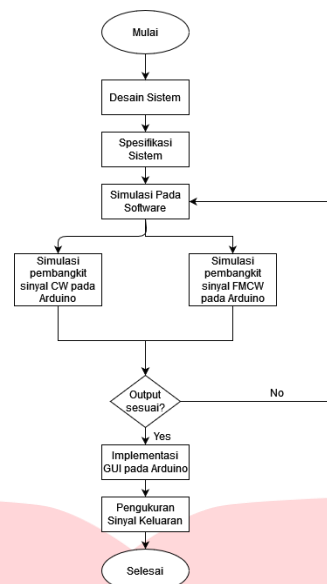 Mulai
Desain Sistem
Spesifikasi
Sistem
Simulasi Pada
Software
Simulasi
pembangkit
sinyal CW pada
Arduino
Simulasi
pembangkit
sinyal FMCW
pada Arduino
Output
sesuai?
No
Yes
Implementasi
GUI pada Arduino
Pengukuran
Sinyal Keluaran
Selesai